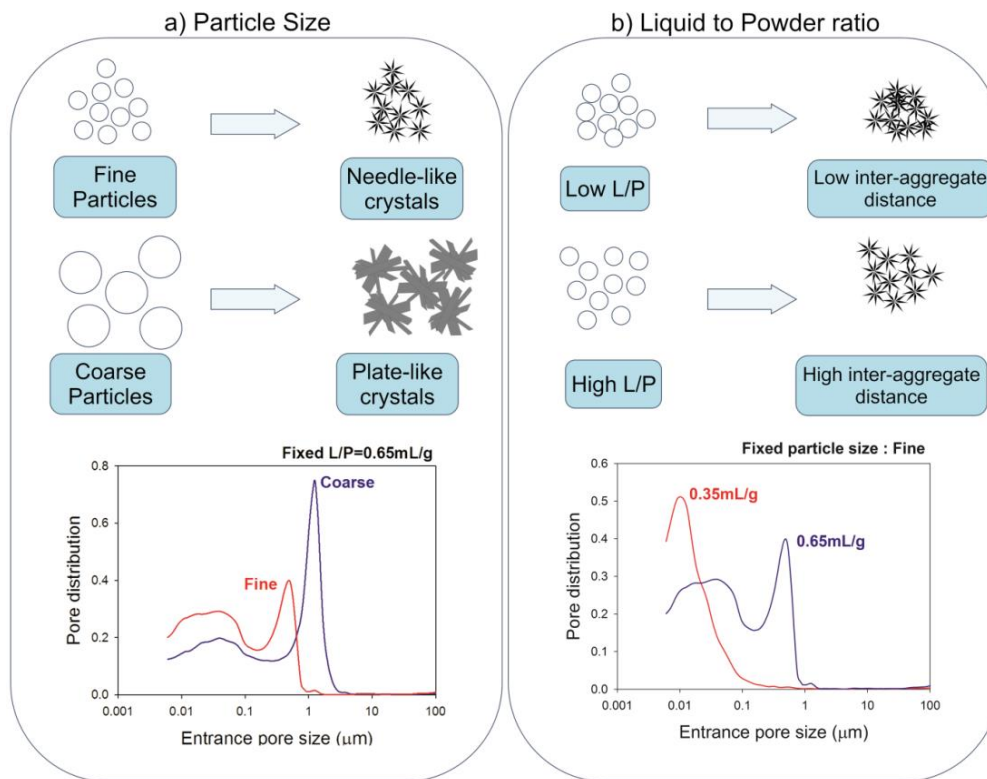 a) Particle Size
Fine
Particles
Needle-like
crystals
Coarse
Particles
Plate-like
crystals
Fixed L/P=0.65mL/g
0.8
0.6
0.4
0.2
0.0
Coarse
Fine
Pore distribution
0.001
0.01
0.1
1
10
100
Entrance pore size (μm)
b) Liquid to Powder ratio
Low L/P
Low inter-aggregate
distance
High L/P
High inter-aggregate
distance
Fixed particle size : Fine
0.6
0.5
0.4
0.3
0.2
0.1
0.0
0.35mL/g
0.65mL/g
Pore distribution
0.001
0.01
0.1
1
10
100
Entrance pore size (μm)